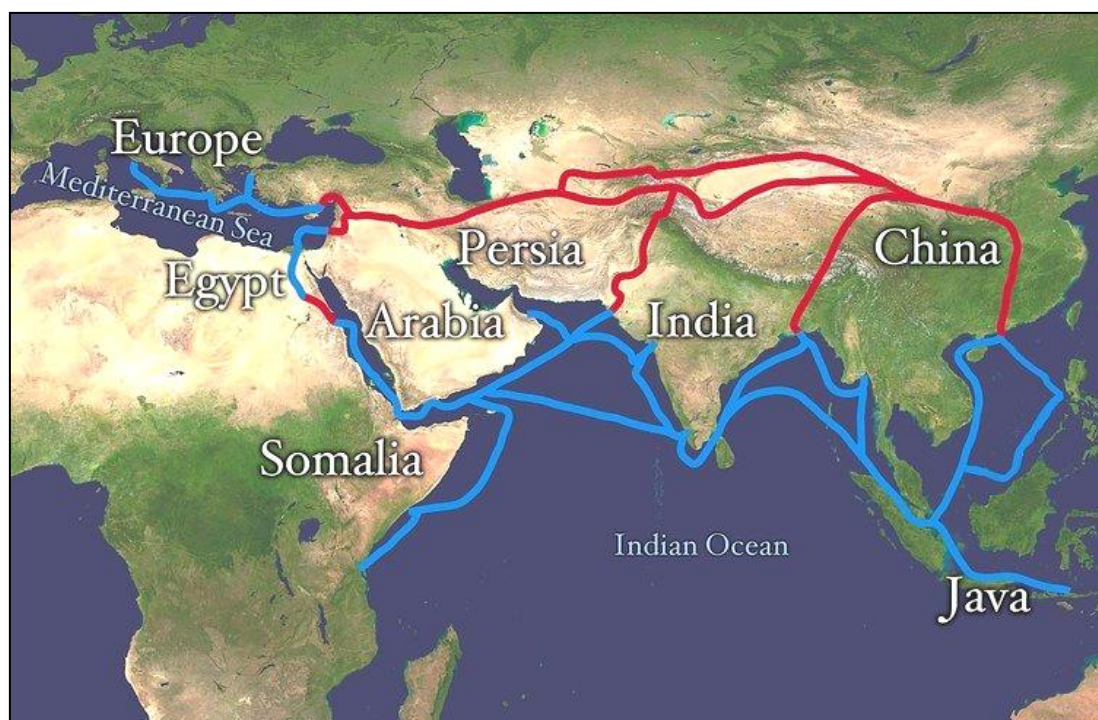 Europe
Mediterranean Sea
Egypt
Arabia
Persia
India
China
Somalia
Indian Ocean
Java